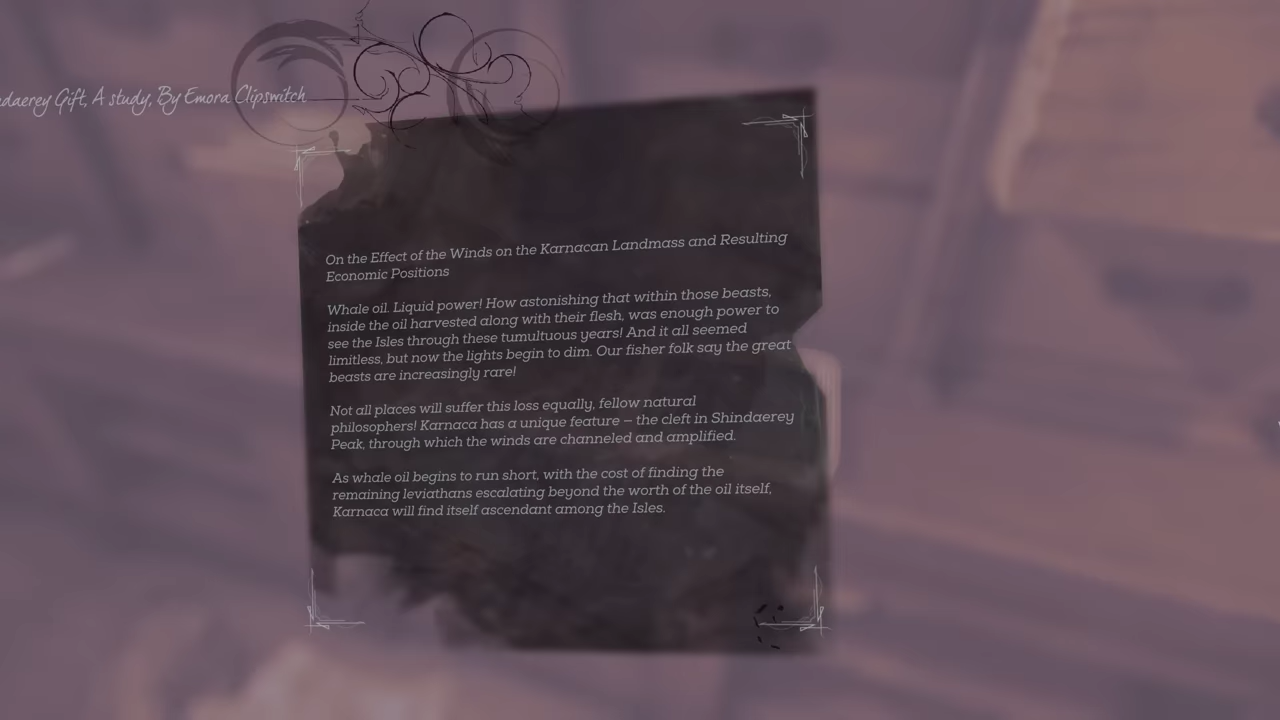 Gift, A study, By Emora Clipswitch
On the Effect of the Winds on the Karnacan Landmass and Resulting
Economic Positions
Whale oil. Liquid power! How astonishing that within those beasts,
inside the oil harvested along with their flesh, was enough power to
see the Isles through these tumultuous years! And it all seemed
limitless, but now the lights begin to dim. Our fisher folk say the great
beasts are increasingly rare!
Not all places will suffer this loss equally, fellow natural
philosophers! Karnaca has a unique feature – the cleft in Shindaerey
Peak, through which the winds are channeled and amplified.
As whale oil begins to run short, with the cost of finding the
remaining leviathans escalating beyond the worth of the oil itself,
Karnaca will find itself ascendant among the Isles.